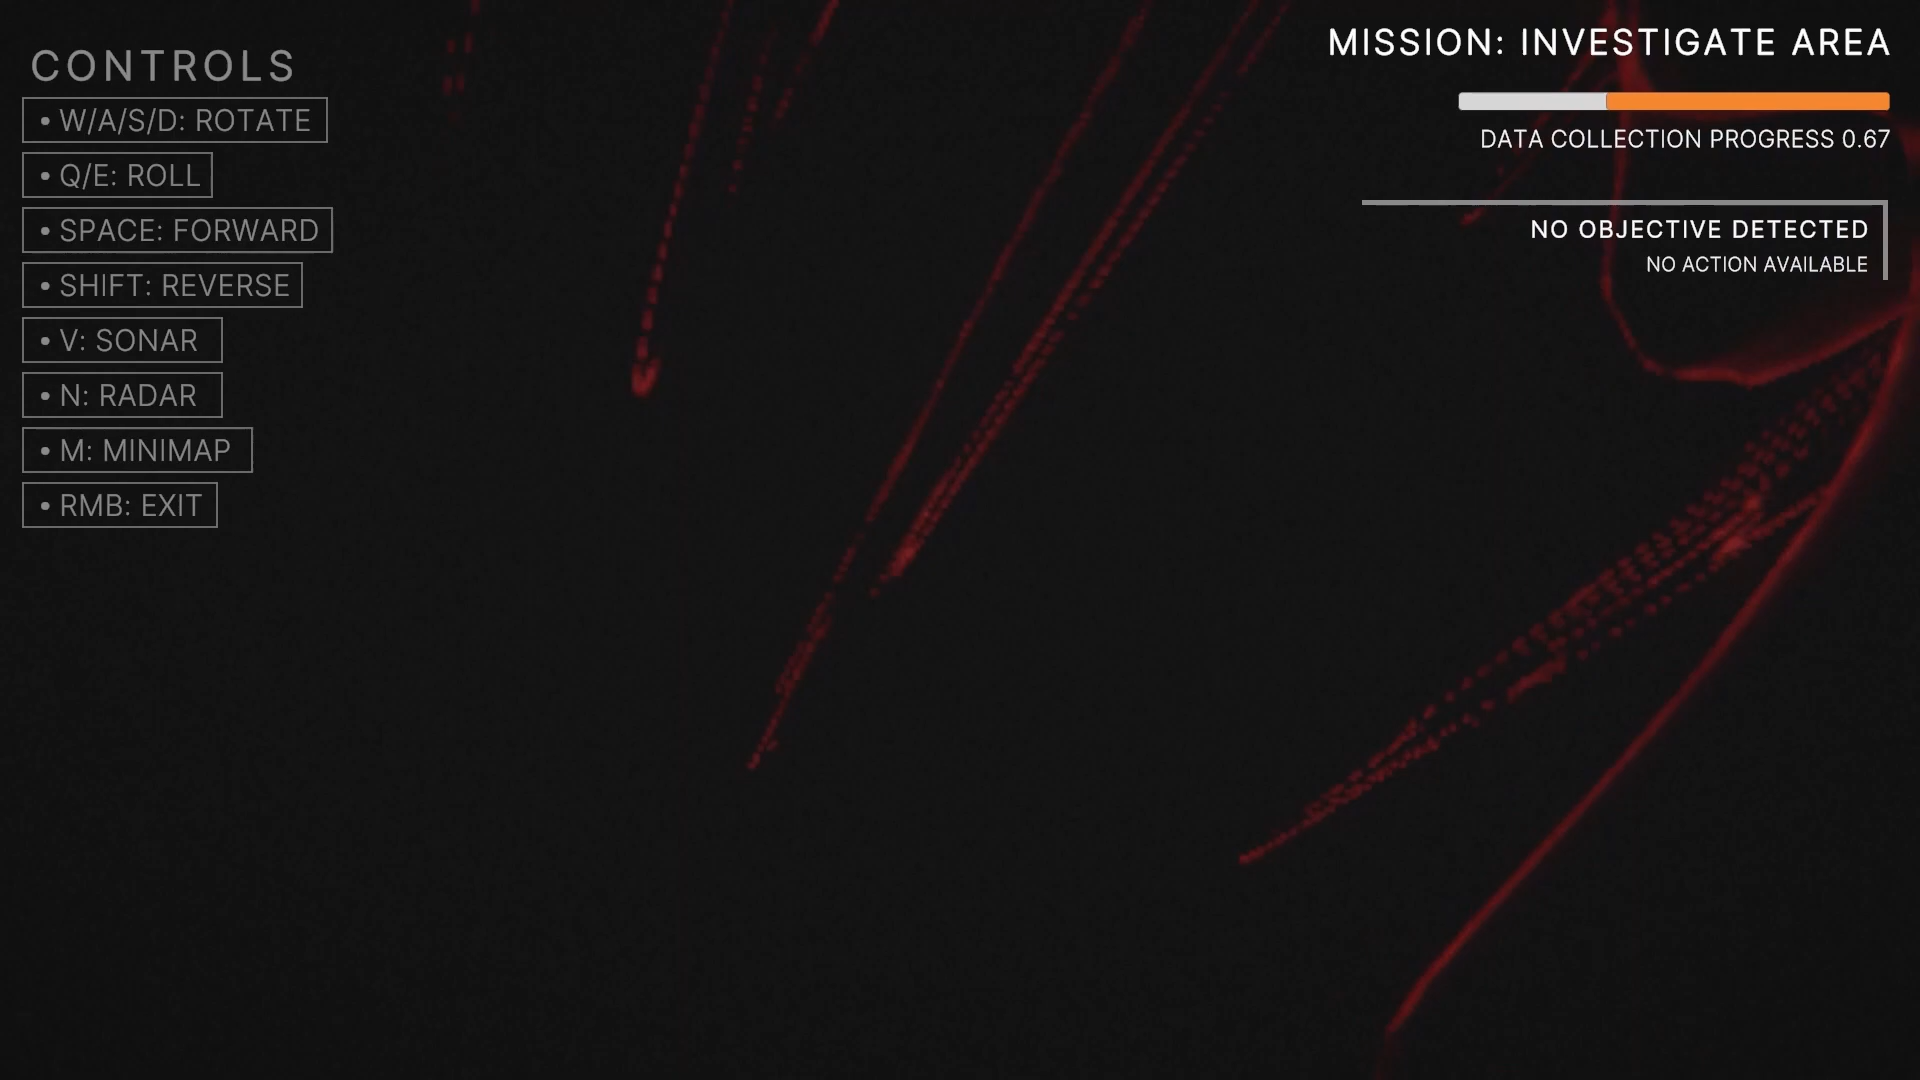 CONTROLS
• W/A/S/D: ROTATE
• Q/E: ROLL
• SPACE: FORWARD
• SHIFT: REVERSE
• V: SONAR
• N: RADAR
• M: MINIMAP
• RMB: EXIT
MISSION: INVESTIGATE AREA
DATA COLLECTION PROGRESS 0.67
NO OBJECTIVE DETECTED
NO ACTION AVAILABLE